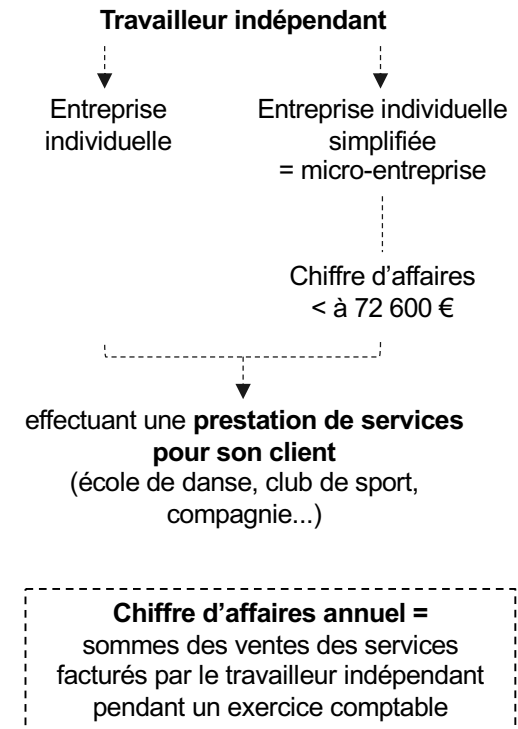 Travailleur indépendant
Entreprise
individuelle
Entreprise individuelle
simplifiée
= micro-entreprise
Chiffre d’affaires
< à 72 600 €
effectuant une prestation de services
pour son client
(école de danse, club de sport,
compagnie...)
Chiffre d’affaires annuel =
sommes des ventes des services
facturés par le travailleur indépendant
pendant un exercice comptable